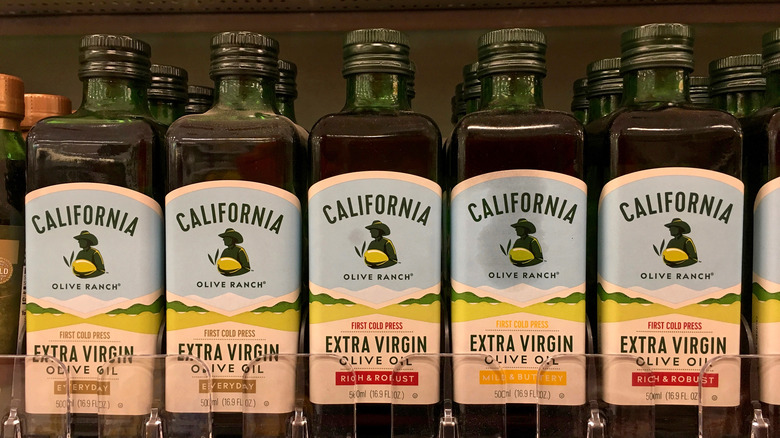 CALIFORNIA
OLIVE RANCH®
FIRST COLD PRESS
EXTRA VIRGIN
OLIVE OIL
EVERYDAY
500ml (16.9 FL OZ)
CALIFORNIA
OLIVE RANCH®
FIRST COLD PRESS
EXTRA VIRGIN
OLIVE OIL
EVERYDAY
500ml (16.9 FL OZ)
CALIFORNIA
OLIVE RANCH®
FIRST COLD PRESS
EXTRA VIRGIN
OLIVE OIL
RICH & ROBUST
500ml (16.9 FL OZ)
CALIFORNIA
OLIVE RANCH®
FIRST COLD PRESS
EXTRA VIRGIN
OLIVE OIL
MILD & BUTTERY
500ml (16.9 FL OZ)
CALIFORNIA
OLIVE RANCH®
FIRST COLD PRESS
EXTRA VIRGIN
OLIVE OIL
RICH & ROBUST
500ml (16.9 FL OZ)